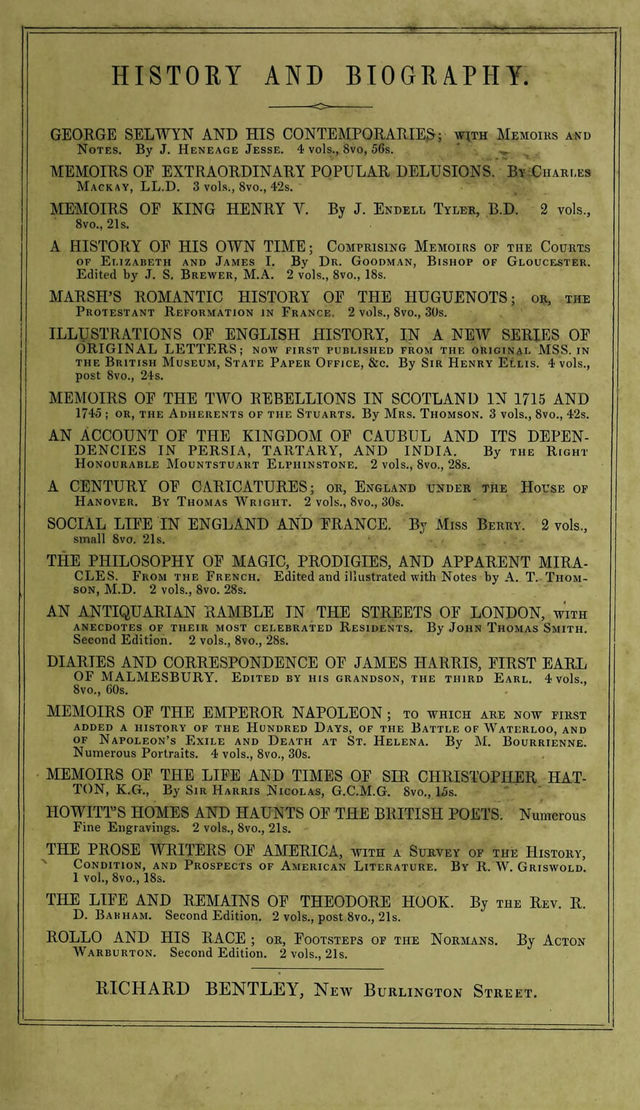 HISTORY AND BIOGRAPHY.
GEORGE SELWYN AND HIS CONTEMPORARIES; WITH MEMOIRS AND
NOTES. By J. HENEAGE JESSE. 4 vols., 8vo, 56s.
MEMOIRS OF EXTRAORDINARY POPULAR DELUSIONS. BY CHARLES
MACKAY, LL.D. 3 vols., 8vo., 42s.
MEMOIRS OF KING HENRY V. By J. ENDELL TYLER, B.D. 2 vols.,
8vo., 21s.
A HISTORY OF HIS OWN TIME; COMPRISING MEMOIRS OF THE COURTS
OF ELIZABETH AND JAMES I. BY DR. GOODMAN, BISHOP OF GLOUCESTER.
Edited by J. S. BREWER, M.A. 2 vols., 8vo., 18s.
MARSH'S ROMANTIC HISTORY OF THE HUGUENOTS; OR, THE
PROTESTANT REFORMATION IN FRANCE. 2 vols., 8vo., 30s.
ILLUSTRATIONS OF ENGLISH HISTORY, IN A NEW SERIES OF
ORIGINAL LETTERS; NOW FIRST PUBLISHED FROM THE ORIGINAL MSS. IN
THE BRITISH MUSEUM, STATE PAPER OFFICE, &c. BY SIR HENRY ELLIS. 4 vols.,
post 8vo., 24s.
MEMOIRS OF THE TWO REBELLIONS IN SCOTLAND IN 1715 AND
1745; OR, THE ADHERENTS OF THE STUARTS. By MRS. THOMSON. 3 vols., 8vo., 42s.
AN ACCOUNT OF THE KINGDOM OF CAUBUL AND ITS DEPEN-
DENCIES IN PERSIA, TARTARY, AND INDIA. BY THE RIGHT
HONOURABLE MOUNTSTUART ELPHINSTONE. 2 vols., 8vo., 28s.
A CENTURY OF CARICATURES; OR, ENGLAND UNDER THE HOUSE OF
HANOVER. BY THOMAS WRIGHT. 2 vols., 8vo., 30s.
SOCIAL LIFE IN ENGLAND AND FRANCE. By MISS BERRY. 2 vols.,
small 8vo. 21s.
THE PHILOSOPHY OF MAGIC, PRODIGIES, AND APPARENT MIRA-
CLES. FROM THE FRENCH. Edited and illustrated with Notes by A. T. THOM-
SON, M.D. 2 vols., 8vo. 28s.
AN ANTIQUARIAN RAMBLE IN THE STREETS OF LONDON, WITH
ANECDOTES OF THEIR MOST CELEBRATED RESIDENTS. By JOHN THOMAS SMITH.
Second Edition. 2 vols., 8vo., 28s.
DIARIES AND CORRESPONDENCE OF JAMES HARRIS, FIRST EARL
OF MALMESBURY. EDITED BY HIS GRANDSON, THE THIRD EARL. 4 vols.,
8vo., 60s.
MEMOIRS OF THE EMPEROR NAPOLEON; TO WHICH ARE NOW FIRST
ADDED A HISTORY OF THE HUNDRED DAYS, OF THE BATTLE OF WATERLOO, AND
OF NAPOLEON'S EXILE AND DEATH AT ST. HELENA. BY M. BOURRIENNE.
Numerous Portraits. 4 vols., 8vo., 30s.
MEMOIRS OF THE LIFE AND TIMES OF SIR CHRISTOPHER HAT-
TON, K.G., BY SIR HARRIS NICOLAS, G.C.M.G. 8vo., 15s.
HOWITT'S HOMES AND HAUNTS OF THE BRITISH POETS. Numerous
Fine Engravings. 2 vols., 8vo., 21s.
THE PROSE WRITERS OF AMERICA, WITH A SURVEY OF THE HISTORY,
CONDITION, AND PROSPECTS OF AMERICAN LITERATURE. BY R. W. GRISWOLD.
1 vol., 8vo., 18s.
THE LIFE AND REMAINS OF THEODORE HOOK. By THE REV. R.
D. BARHAM. Second Edition. 2 vols., post 8vo., 21s.
ROLLO AND HIS RACE; OR, FOOTSTEPS OF THE NORMANS. By ACTON
WARBURTON. Second Edition. 2 vols., 21s.
RICHARD BENTLEY, NEW BURLINGTON STREET.